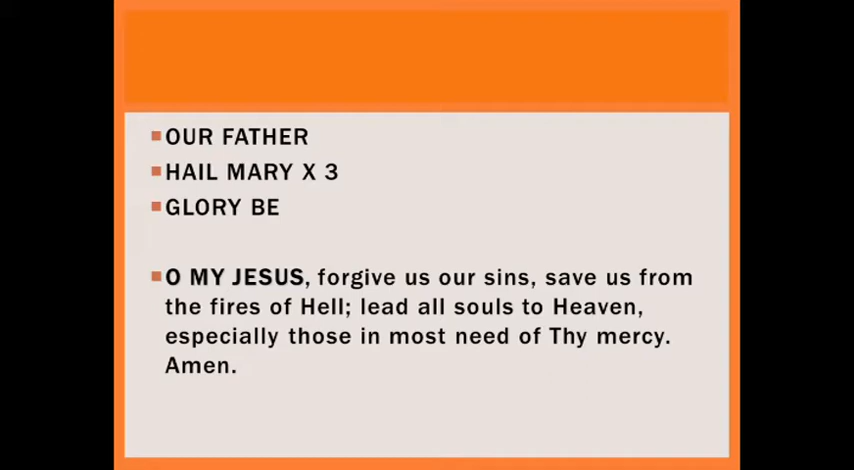 OUR FATHER
HAIL MARY X 3
GLORY BE
O MY JESUS, forgive us our sins, save us from
the fires of Hell; lead all souls to Heaven,
especially those in most need of Thy mercy.
Amen.